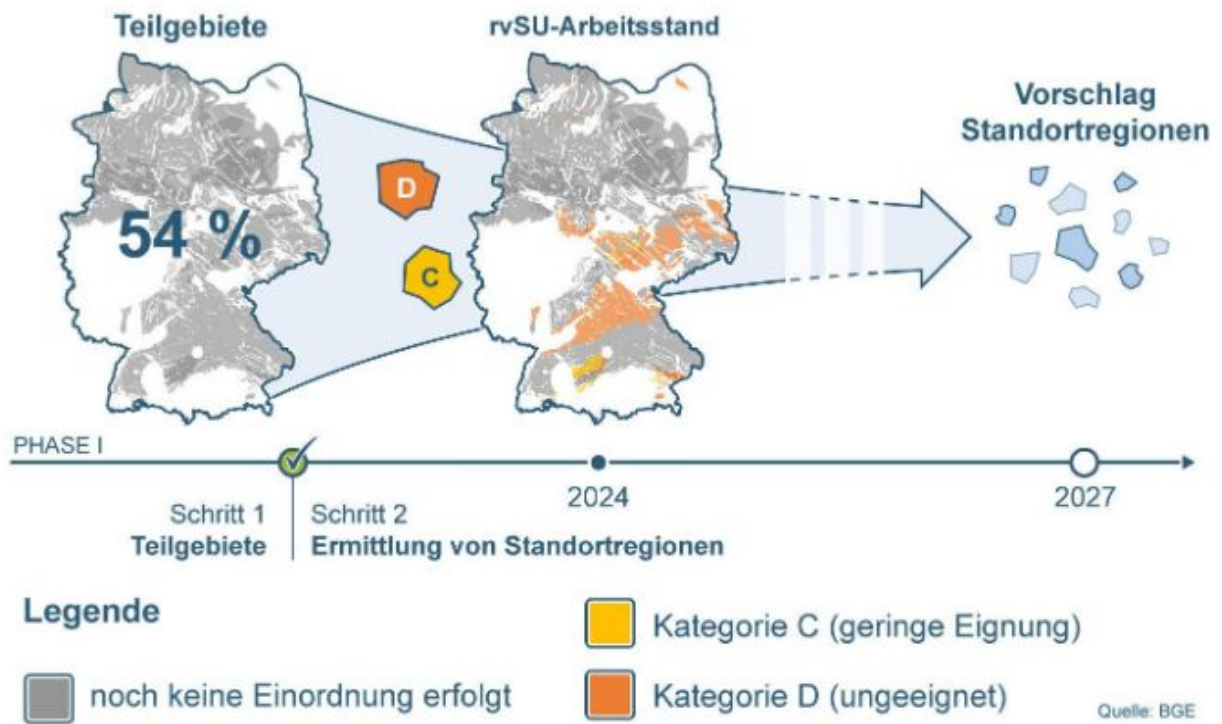 Teilgebiete
rvSU-Arbeitsstand
Vorschlag
Standortregionen
54 %
D
C
PHASE I
2024
2027
Schritt 1
Teilgebiete
Schritt 2
Ermittlung von Standortregionen
Legende
noch keine Einordnung erfolgt
Kategorie C (geringe Eignung)
Kategorie D (ungeeignet)
Quelle: BGE